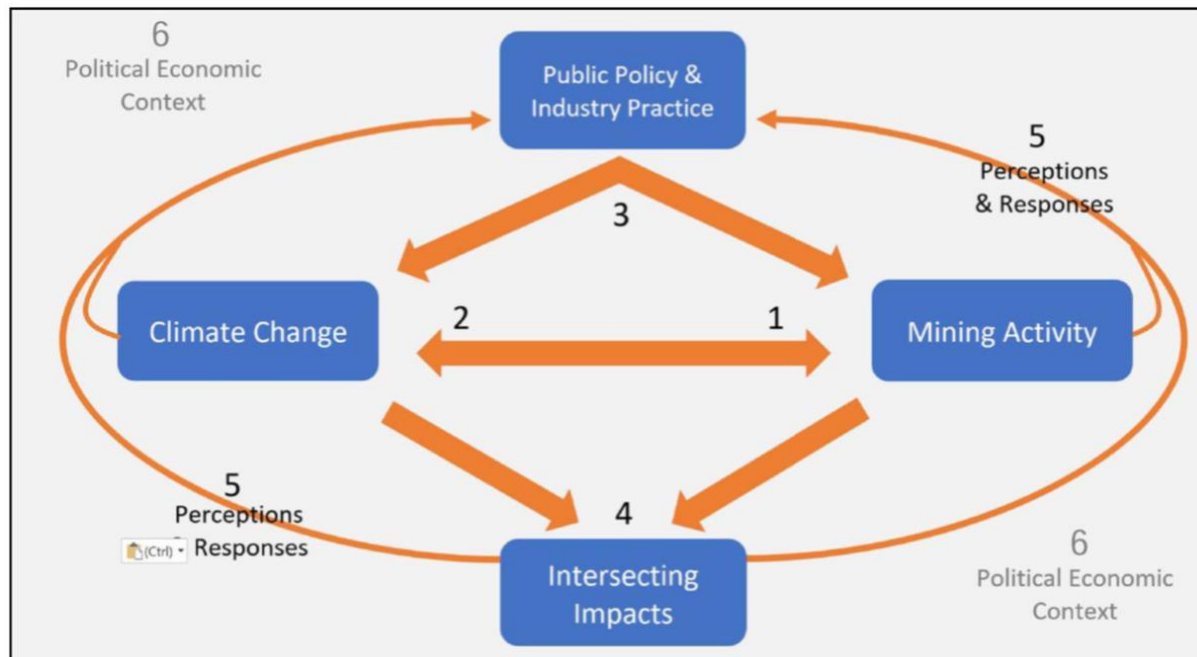 6
Political Economic
Context
Public Policy &
Industry Practice
5
Perceptions
& Responses
3
Climate Change
2
1
Mining Activity
5
Perceptions
Responses
(Ctrl)
4
Intersecting
Impacts
6
Political Economic
Context